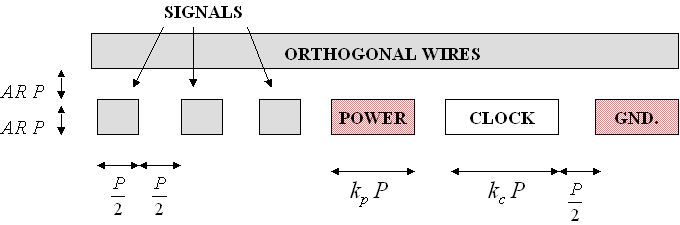 SIGNALS
ORTHOGONAL WIRES
AR P
AR P
POWER
CLOCK
GND.
P/2
P/2
k_p P
k_c P
P/2